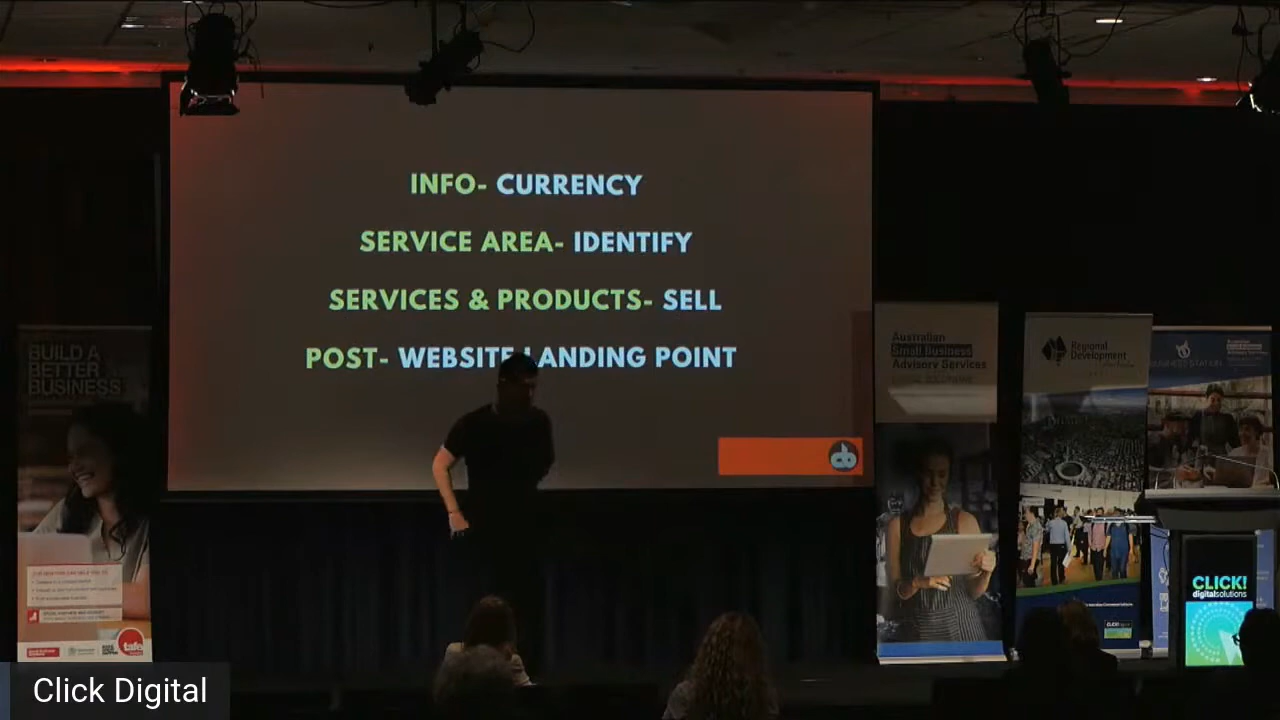 INFO- CURRENCY
SERVICE AREA- IDENTIFY
SERVICES & PRODUCTS- SELL
POST- WEBSITE LANDING POINT
BUILD A
BETTER
BUSINESS
tafe
Australian
Small Business
Advisory Services
Regional
Development
CLICK!
digitalsolutions
Click Digital